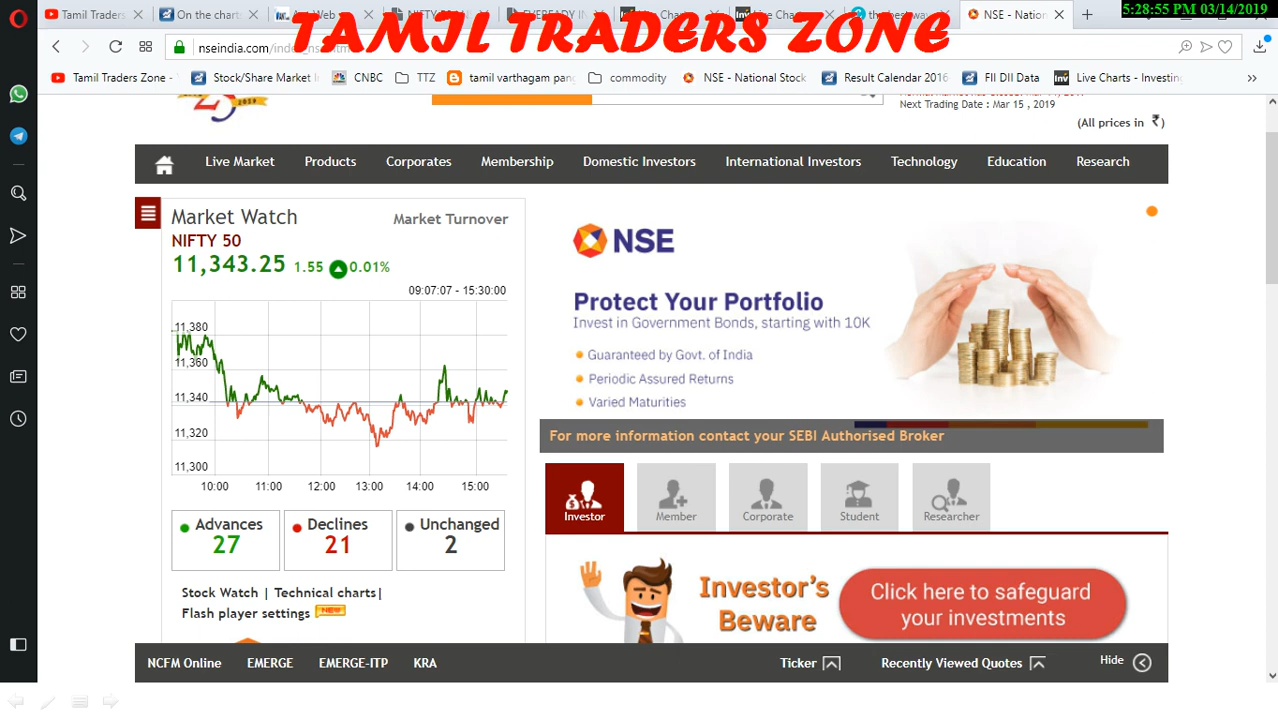 5:28:55 PM 03/14/2019
Tamil Traders
On the chart
NSE - Nation
TAMIL TRADERS ZONE
nseindia.com/
Tamil Traders Zone -
Stock/Share Market
CNBC
TTZ
tamil varthagam pan
commodity
NSE - National Stock
Result Calendar 2016
FII DII Data
Live Charts - Investing
Next Trading Date : Mar 15 , 2019
(All prices in ₹)
Live Market
Products
Corporates
Membership
Domestic Investors
International Investors
Technology
Education
Research
Market Watch
Market Turnover
NIFTY 50
11,343.25 1.55 0.01%
09:07:07 - 15:30:00
11,380
11,360
11,340
11,320
11,300
10:00 11:00 12:00 13:00 14:00 15:00
Advances
27
Declines
21
Unchanged
2
Stock Watch | Technical charts|
Flash player settings NEW
NSE
Protect Your Portfolio
Invest in Government Bonds, starting with 10K
Guaranteed by Govt. of India
Periodic Assured Returns
Varied Maturities
For more information contact your SEBI Authorised Broker
Investor
Member
Corporate
Student
Researcher
Investor's
Beware
Click here to safeguard
your investments
NCFM Online
EMERGE
EMERGE-ITP
KRA
Ticker
Recently Viewed Quotes
Hide